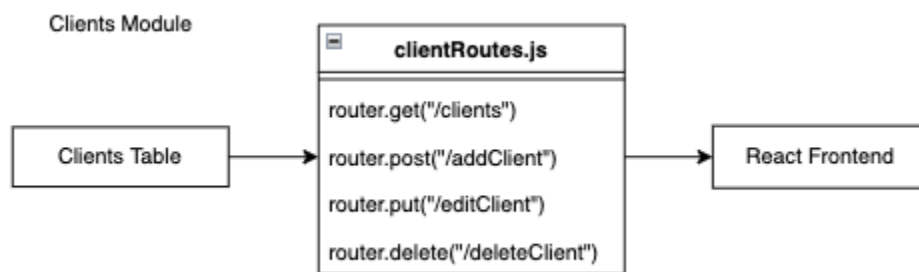 Clients Module
clientRoutes.js
router.get("/clients")
Clients Table
router.post("/addClient")
React Frontend
router.put("/editClient")
router.delete("/deleteClient")